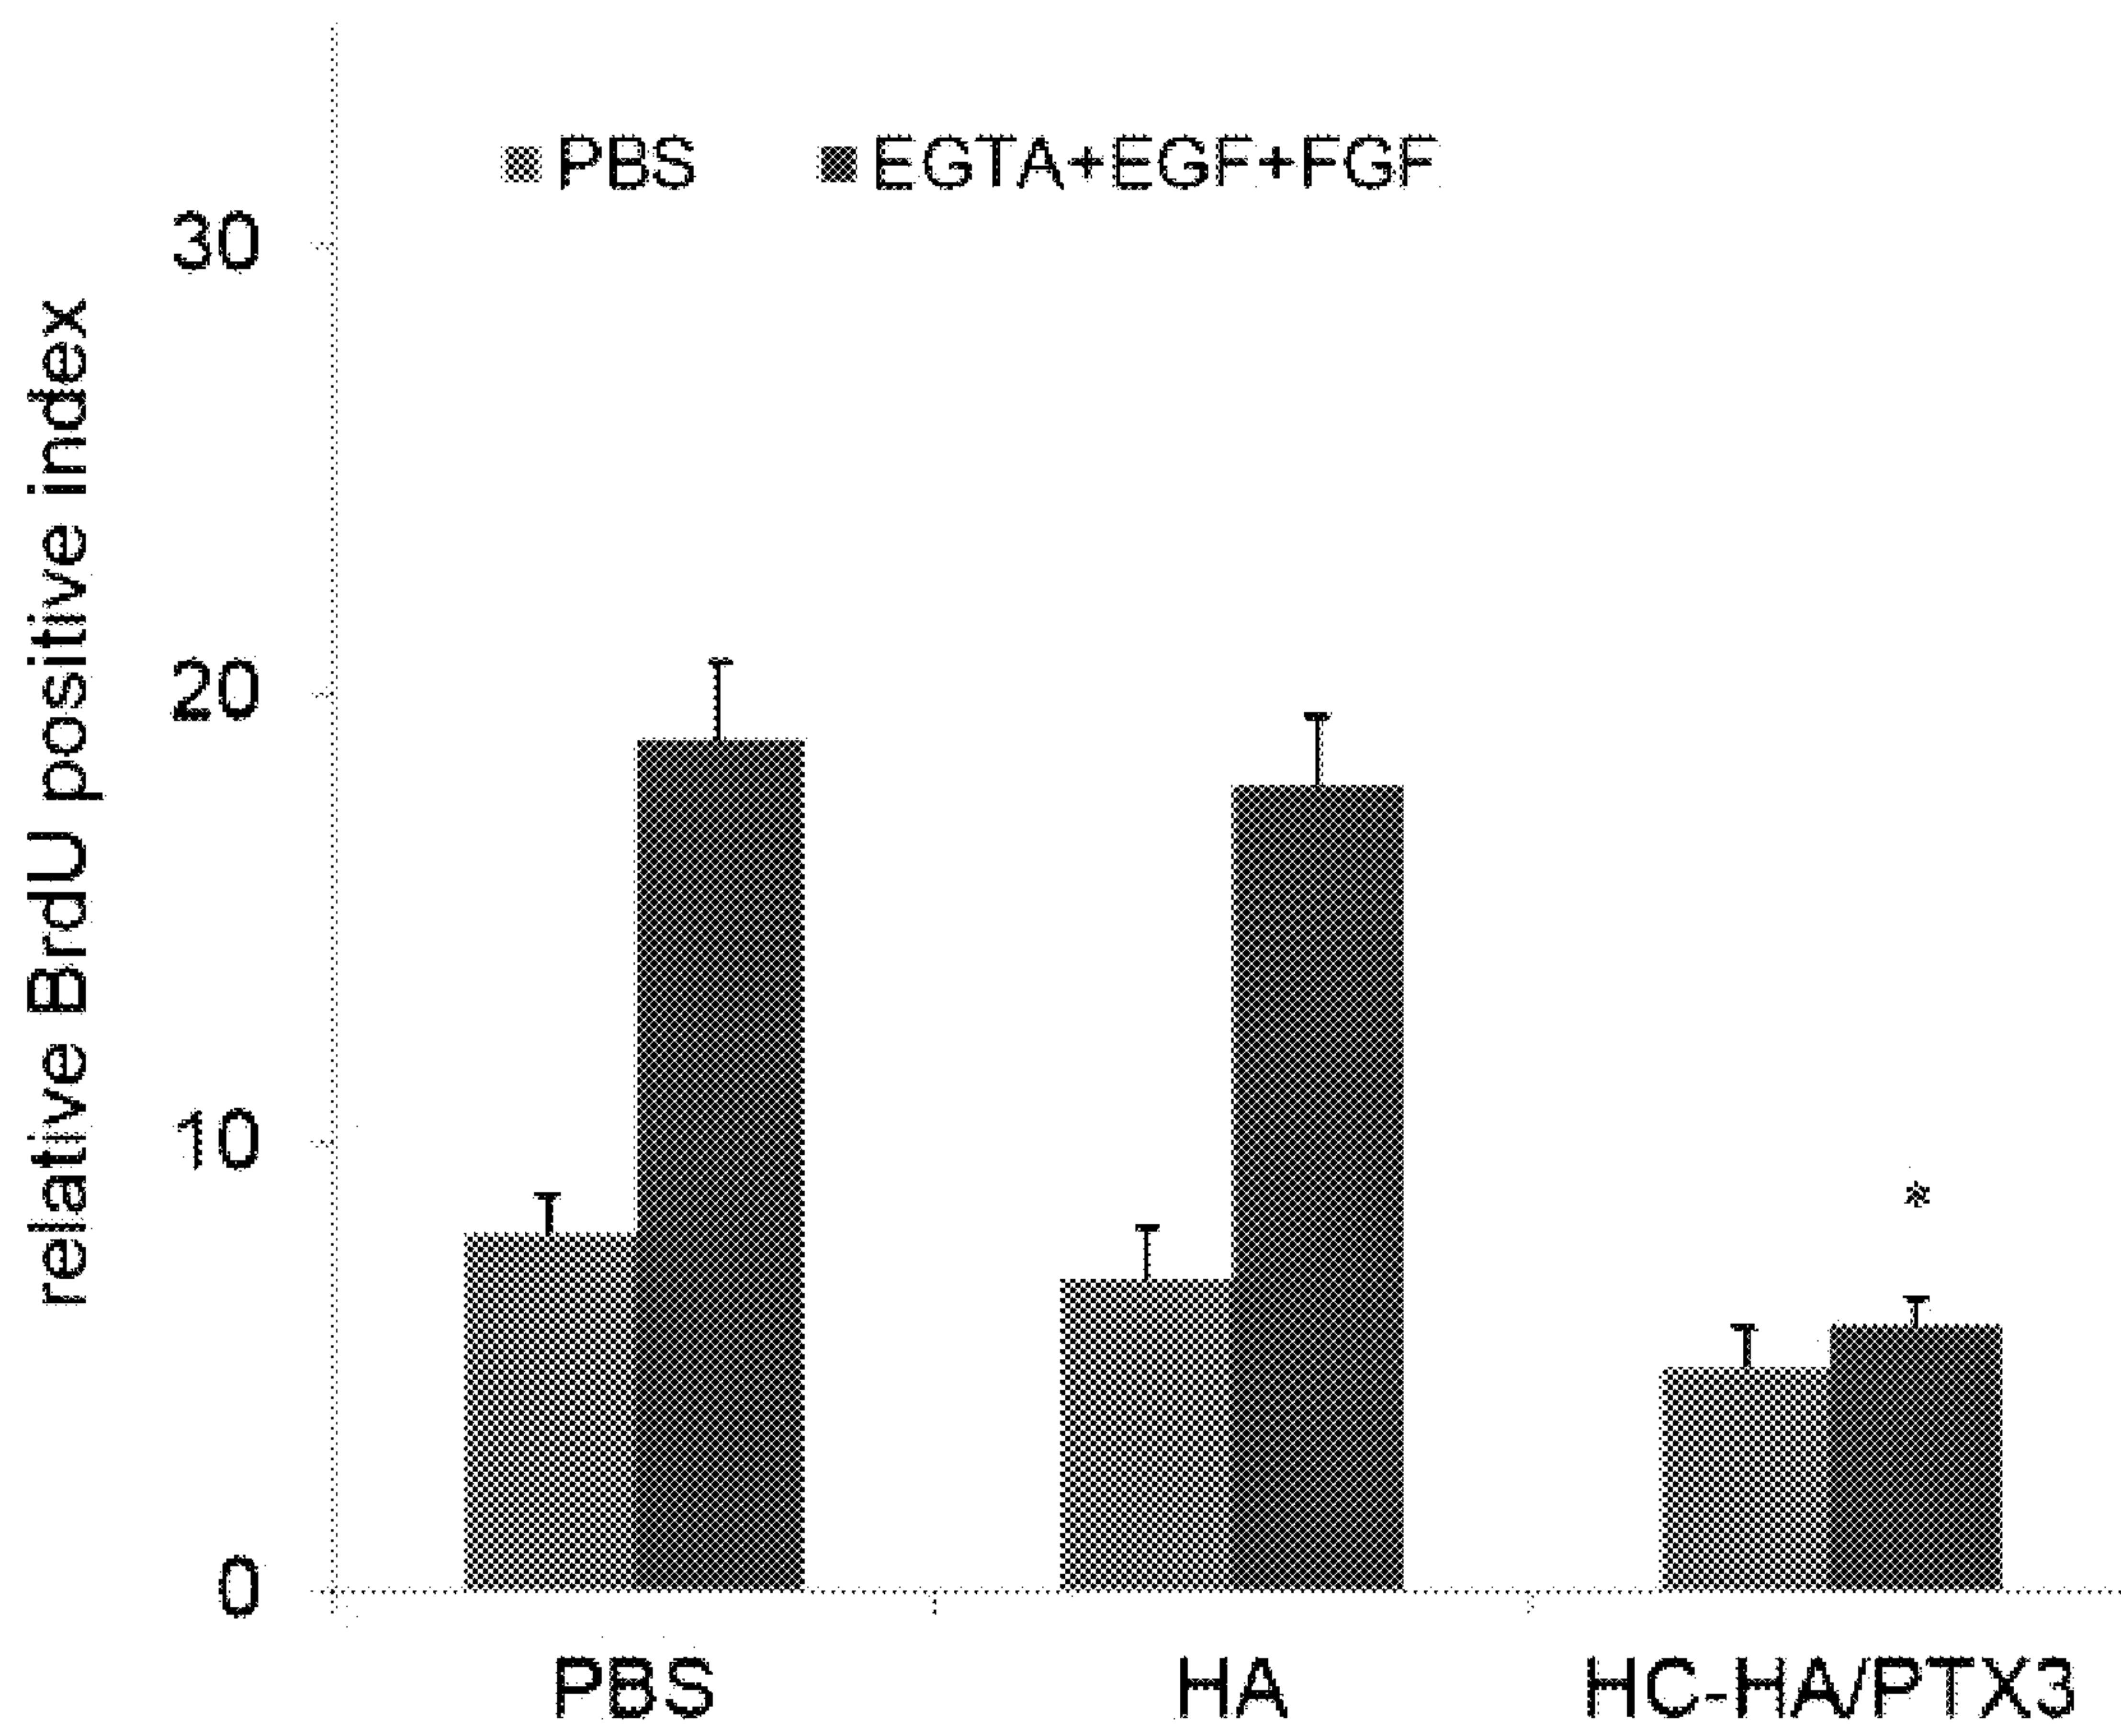 PBS EGTA+EGF+FGF
30
20
10
0
relative BrdU positive index
*
PBS HA HC-HA/PTX3